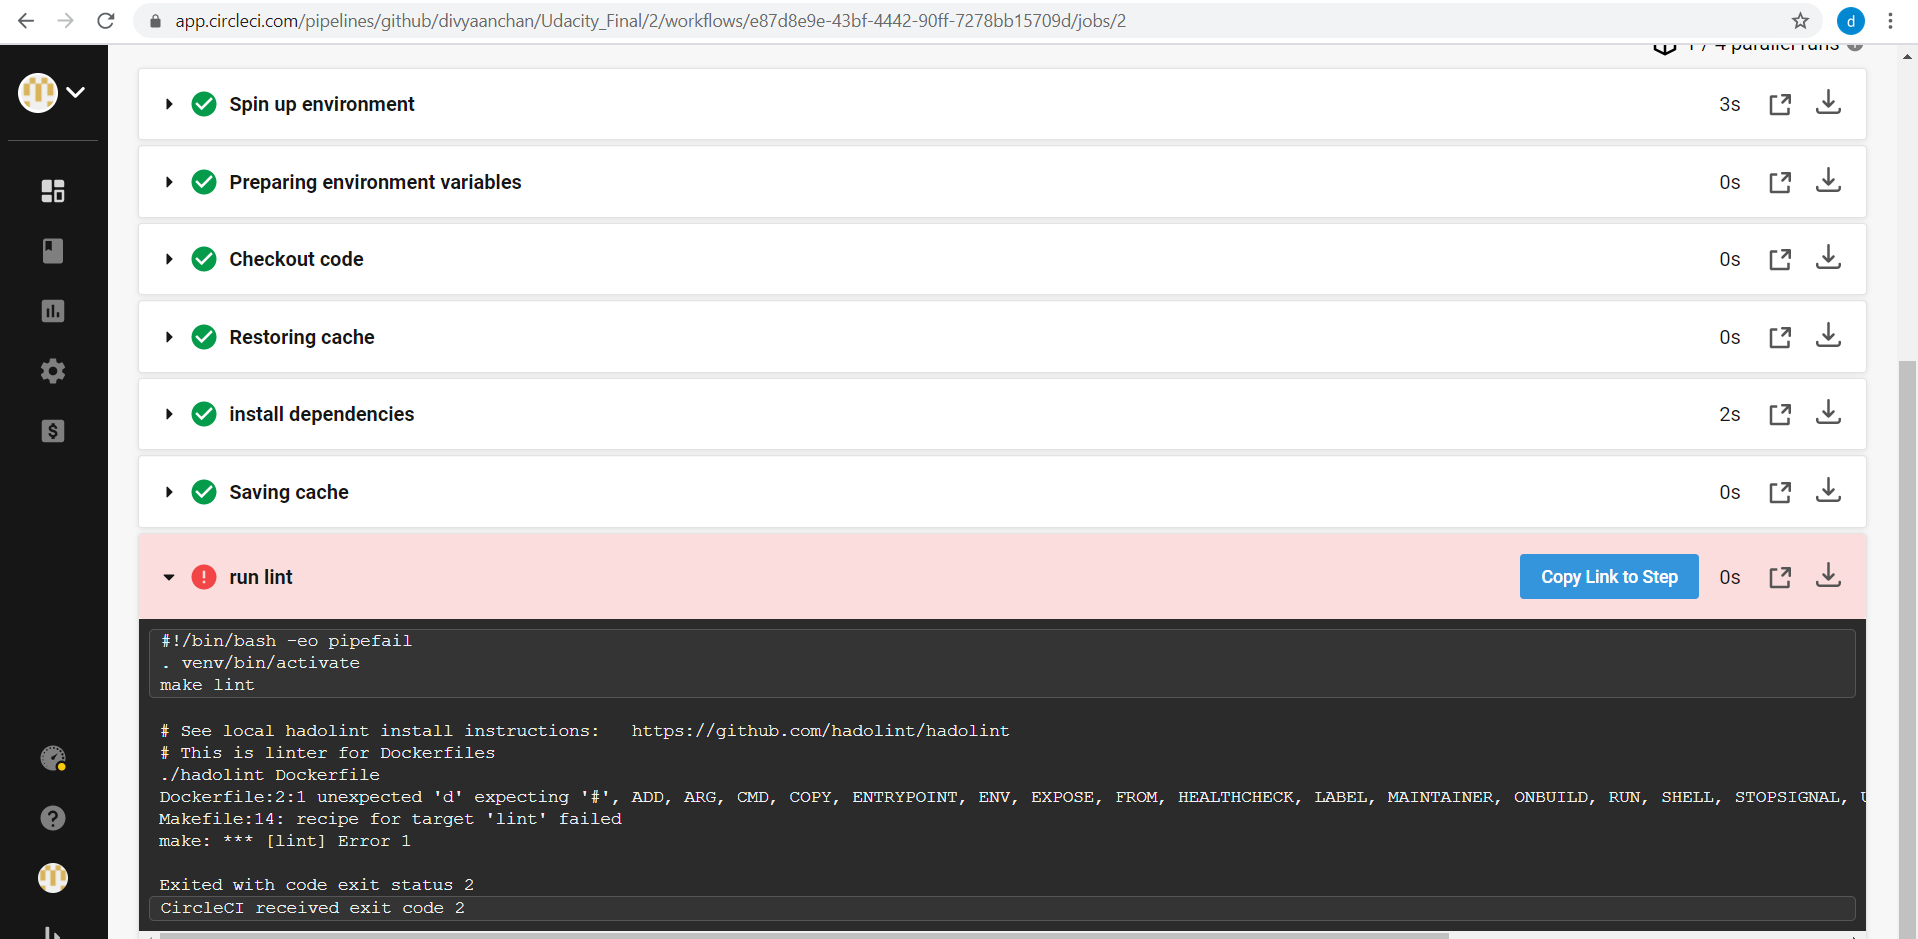 app.circleci.com/pipelines/github/divyaanchan/Udacity_Final/2/workflows/e87d8e9e-43bf-4442-90ff-7278bb15709d/jobs/2
d
1 / 4 parallel runs
Spin up environment 3s
Preparing environment variables 0s
Checkout code 0s
Restoring cache 0s
install dependencies 2s
Saving cache 0s
run lint Copy Link to Step 0s
#!/bin/bash -eo pipefail
. venv/bin/activate
make lint
# See local hadolint install instructions:   https://github.com/hadolint/hadolint
# This is linter for Dockerfiles
./hadolint Dockerfile
Dockerfile:2:1 unexpected 'd' expecting '#', ADD, ARG, CMD, COPY, ENTRYPOINT, ENV, EXPOSE, FROM, HEALTHCHECK, LABEL, MAINTAINER, ONBUILD, RUN, SHELL, STOPSIGNAL,
Makefile:14: recipe for target 'lint' failed
make: *** [lint] Error 1
Exited with code exit status 2
CircleCI received exit code 2